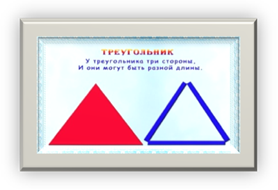 ТРЕУГОЛЬНИК
У треугольника три стороны,
И они могут быть разной длины.